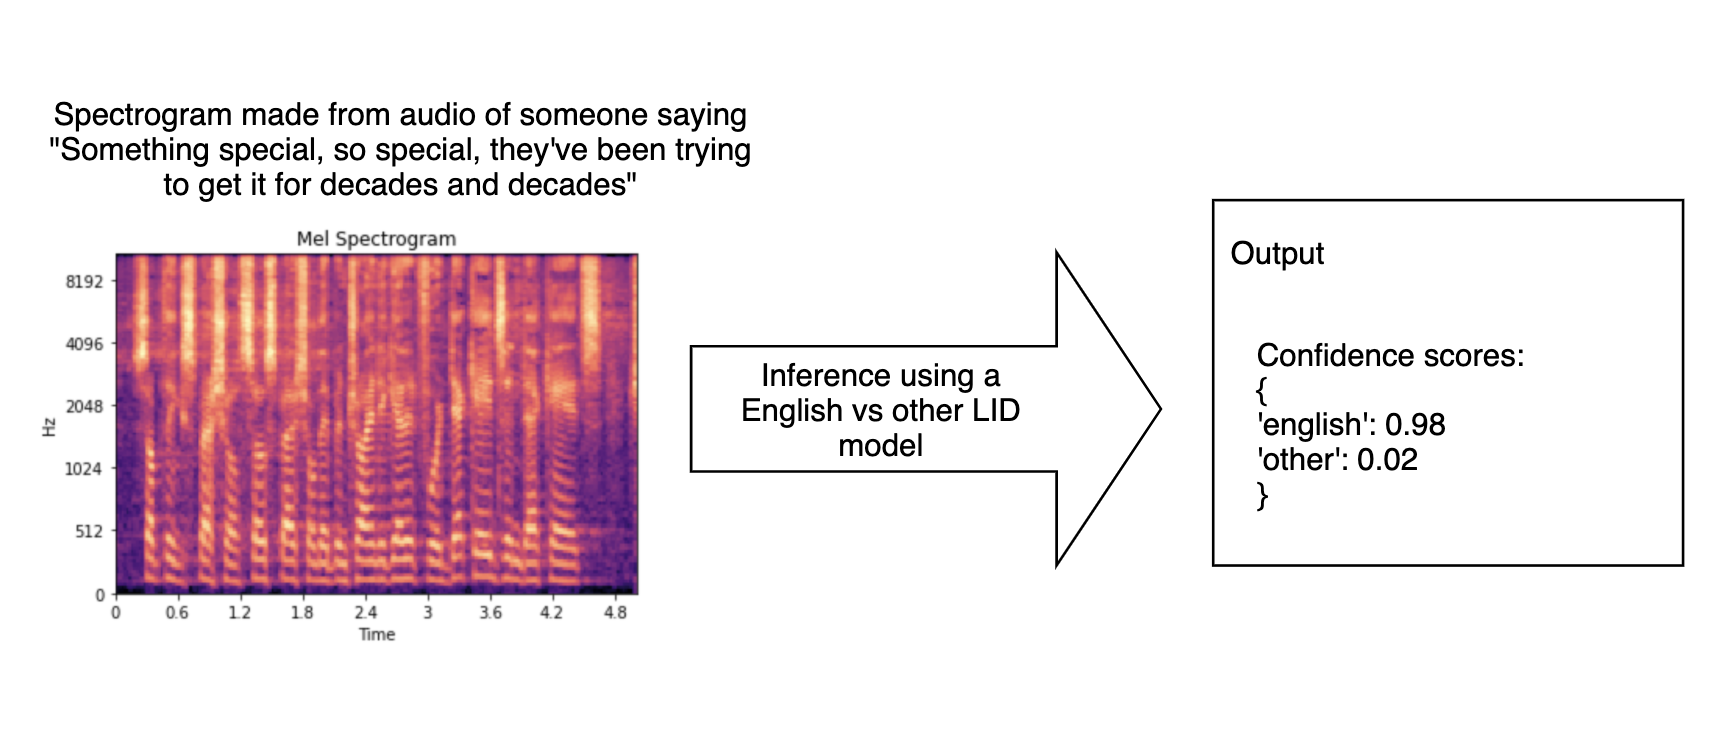 Spectrogram made from audio of someone saying
"Something special, so special, they've been trying
to get it for decades and decades"
Mel Spectrogram
8192
4096
2048
1024
512
0
Hz
0 0.6 1.2 1.8 2.4 3 3.6 4.2 4.8
Time
Inference using a
English vs other LID
model
Output
Confidence scores:
{
'english': 0.98
'other': 0.02
}